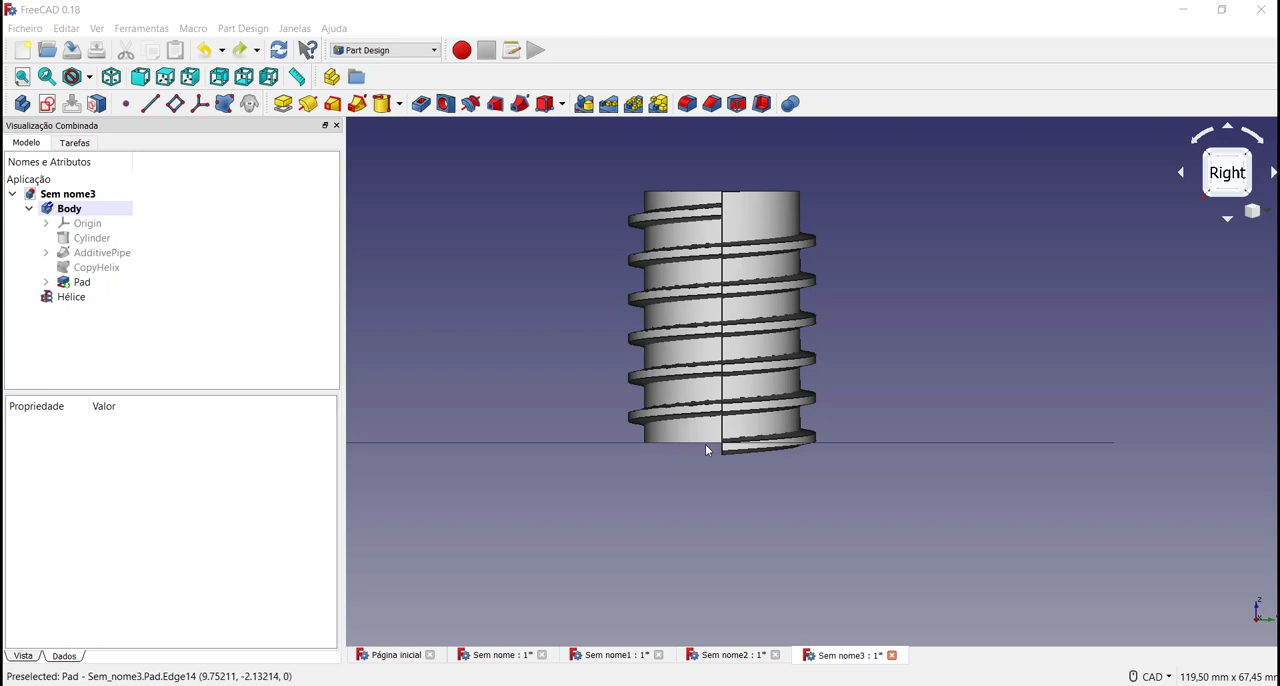 FreeCAD 0.18
Ficheiro Editar Ver Ferramentas Macro Part Design Janelas Ajuda
Part Design
Visualização Combinada
Modelo Tarefas
Nomes e Atributos
Aplicação
Sem nome3
Body
Origin
Cylinder
AdditivePipe
CopyHelix
Pad
Hélice
Propriedade Valor
Right
Z
Vista Dados
Página inicial Sem nome : 1* Sem nome1 : 1* Sem nome2 : 1* Sem nome3 : 1*
Preselected: Pad - Sem_nome3.Pad.Edge14 (9.75211, -2.13214, 0) CAD 119,50 mm x 67,45 mm